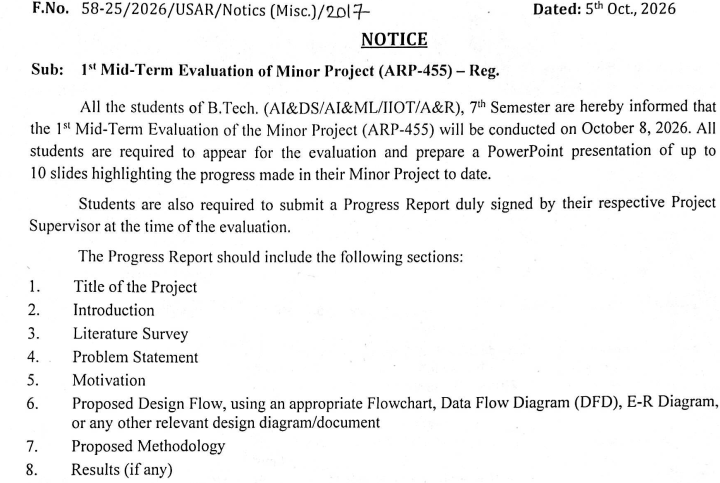 F.No. 58-25/2026/USAR/Notics (Misc.)/2017
Dated: 5th Oct., 2026
NOTICE
Sub: 1st Mid-Term Evaluation of Minor Project (ARP-455) – Reg.
All the students of B.Tech. (AI&DS/AI&ML/IIOT/A&R), 7th Semester are hereby informed that
the 1st Mid-Term Evaluation of the Minor Project (ARP-455) will be conducted on October 8, 2026. All
students are required to appear for the evaluation and prepare a PowerPoint presentation of up to
10 slides highlighting the progress made in their Minor Project to date.
Students are also required to submit a Progress Report duly signed by their respective Project
Supervisor at the time of the evaluation.
The Progress Report should include the following sections:
1. Title of the Project
2. Introduction
3. Literature Survey
4. Problem Statement
5. Motivation
6. Proposed Design Flow, using an appropriate Flowchart, Data Flow Diagram (DFD), E-R Diagram,
or any other relevant design diagram/document
7. Proposed Methodology
8. Results (if any)